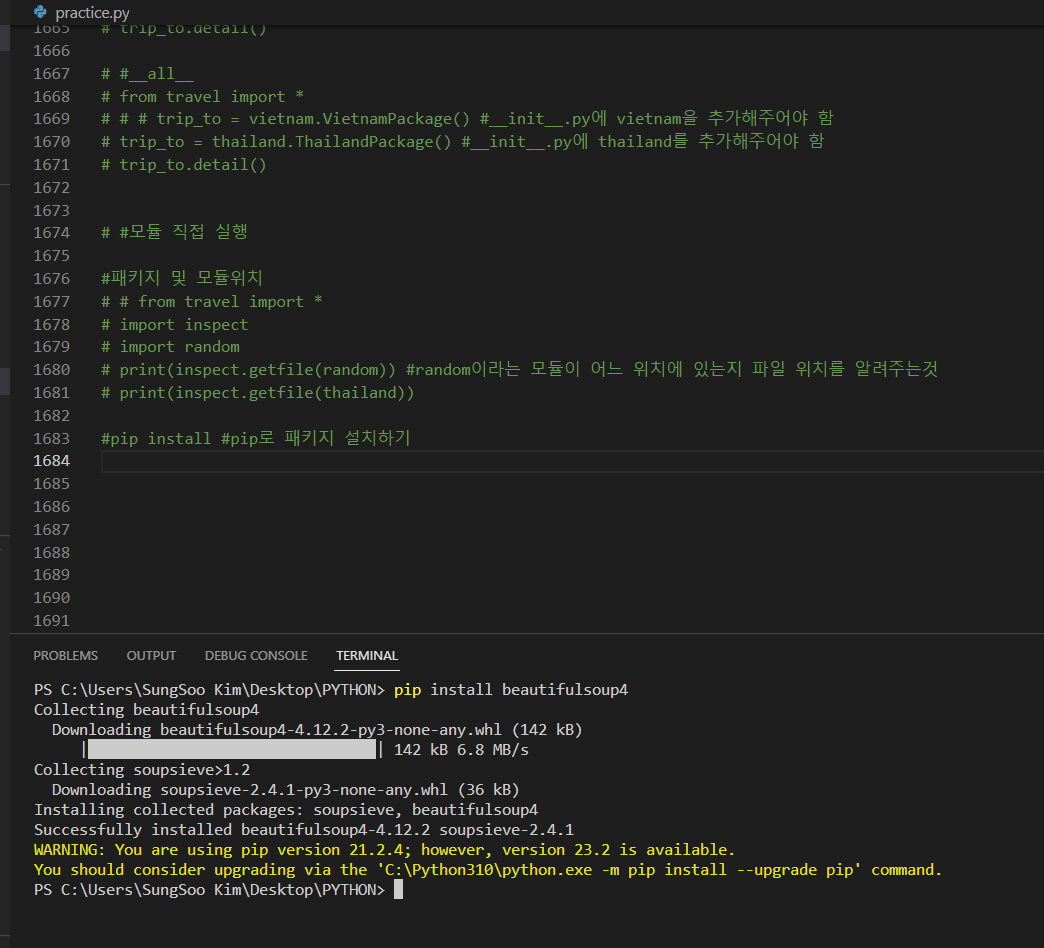 practice.py
1665 # trip_to.detail()
1666
1667 # #__all__
1668 # from travel import *
1669 # # # trip_to = vietnam.VietnamPackage() #__init__.py에 vietnam을 추가해주어야 함
1670 # trip_to = thailand.ThailandPackage() #__init__.py에 thailand를 추가해주어야 함
1671 # trip_to.detail()
1672
1673
1674 # #모듈 직접 실행
1675
1676 #패키지 및 모듈위치
1677 # # from travel import *
1678 # import inspect
1679 # import random
1680 # print(inspect.getfile(random)) #random이라는 모듈이 어느 위치에 있는지 파일 위치를 알려주는것
1681 # print(inspect.getfile(thailand))
1682
1683 #pip install #pip로 패키지 설치하기
1684
1685
1686
1687
1688
1689
1690
1691
PROBLEMS OUTPUT DEBUG CONSOLE TERMINAL
PS C:\Users\SungSoo Kim\Desktop\PYTHON> pip install beautifulsoup4
Collecting beautifulsoup4
Downloading beautifulsoup4-4.12.2-py3-none-any.whl (142 kB)
| | 142 kB 6.8 MB/s
Collecting soupsieve>1.2
Downloading soupsieve-2.4.1-py3-none-any.whl (36 kB)
Installing collected packages: soupsieve, beautifulsoup4
Successfully installed beautifulsoup4-4.12.2 soupsieve-2.4.1
WARNING: You are using pip version 21.2.4; however, version 23.2 is available.
You should consider upgrading via the 'C:\Python310\python.exe -m pip install --upgrade pip' command.
PS C:\Users\SungSoo Kim\Desktop\PYTHON>